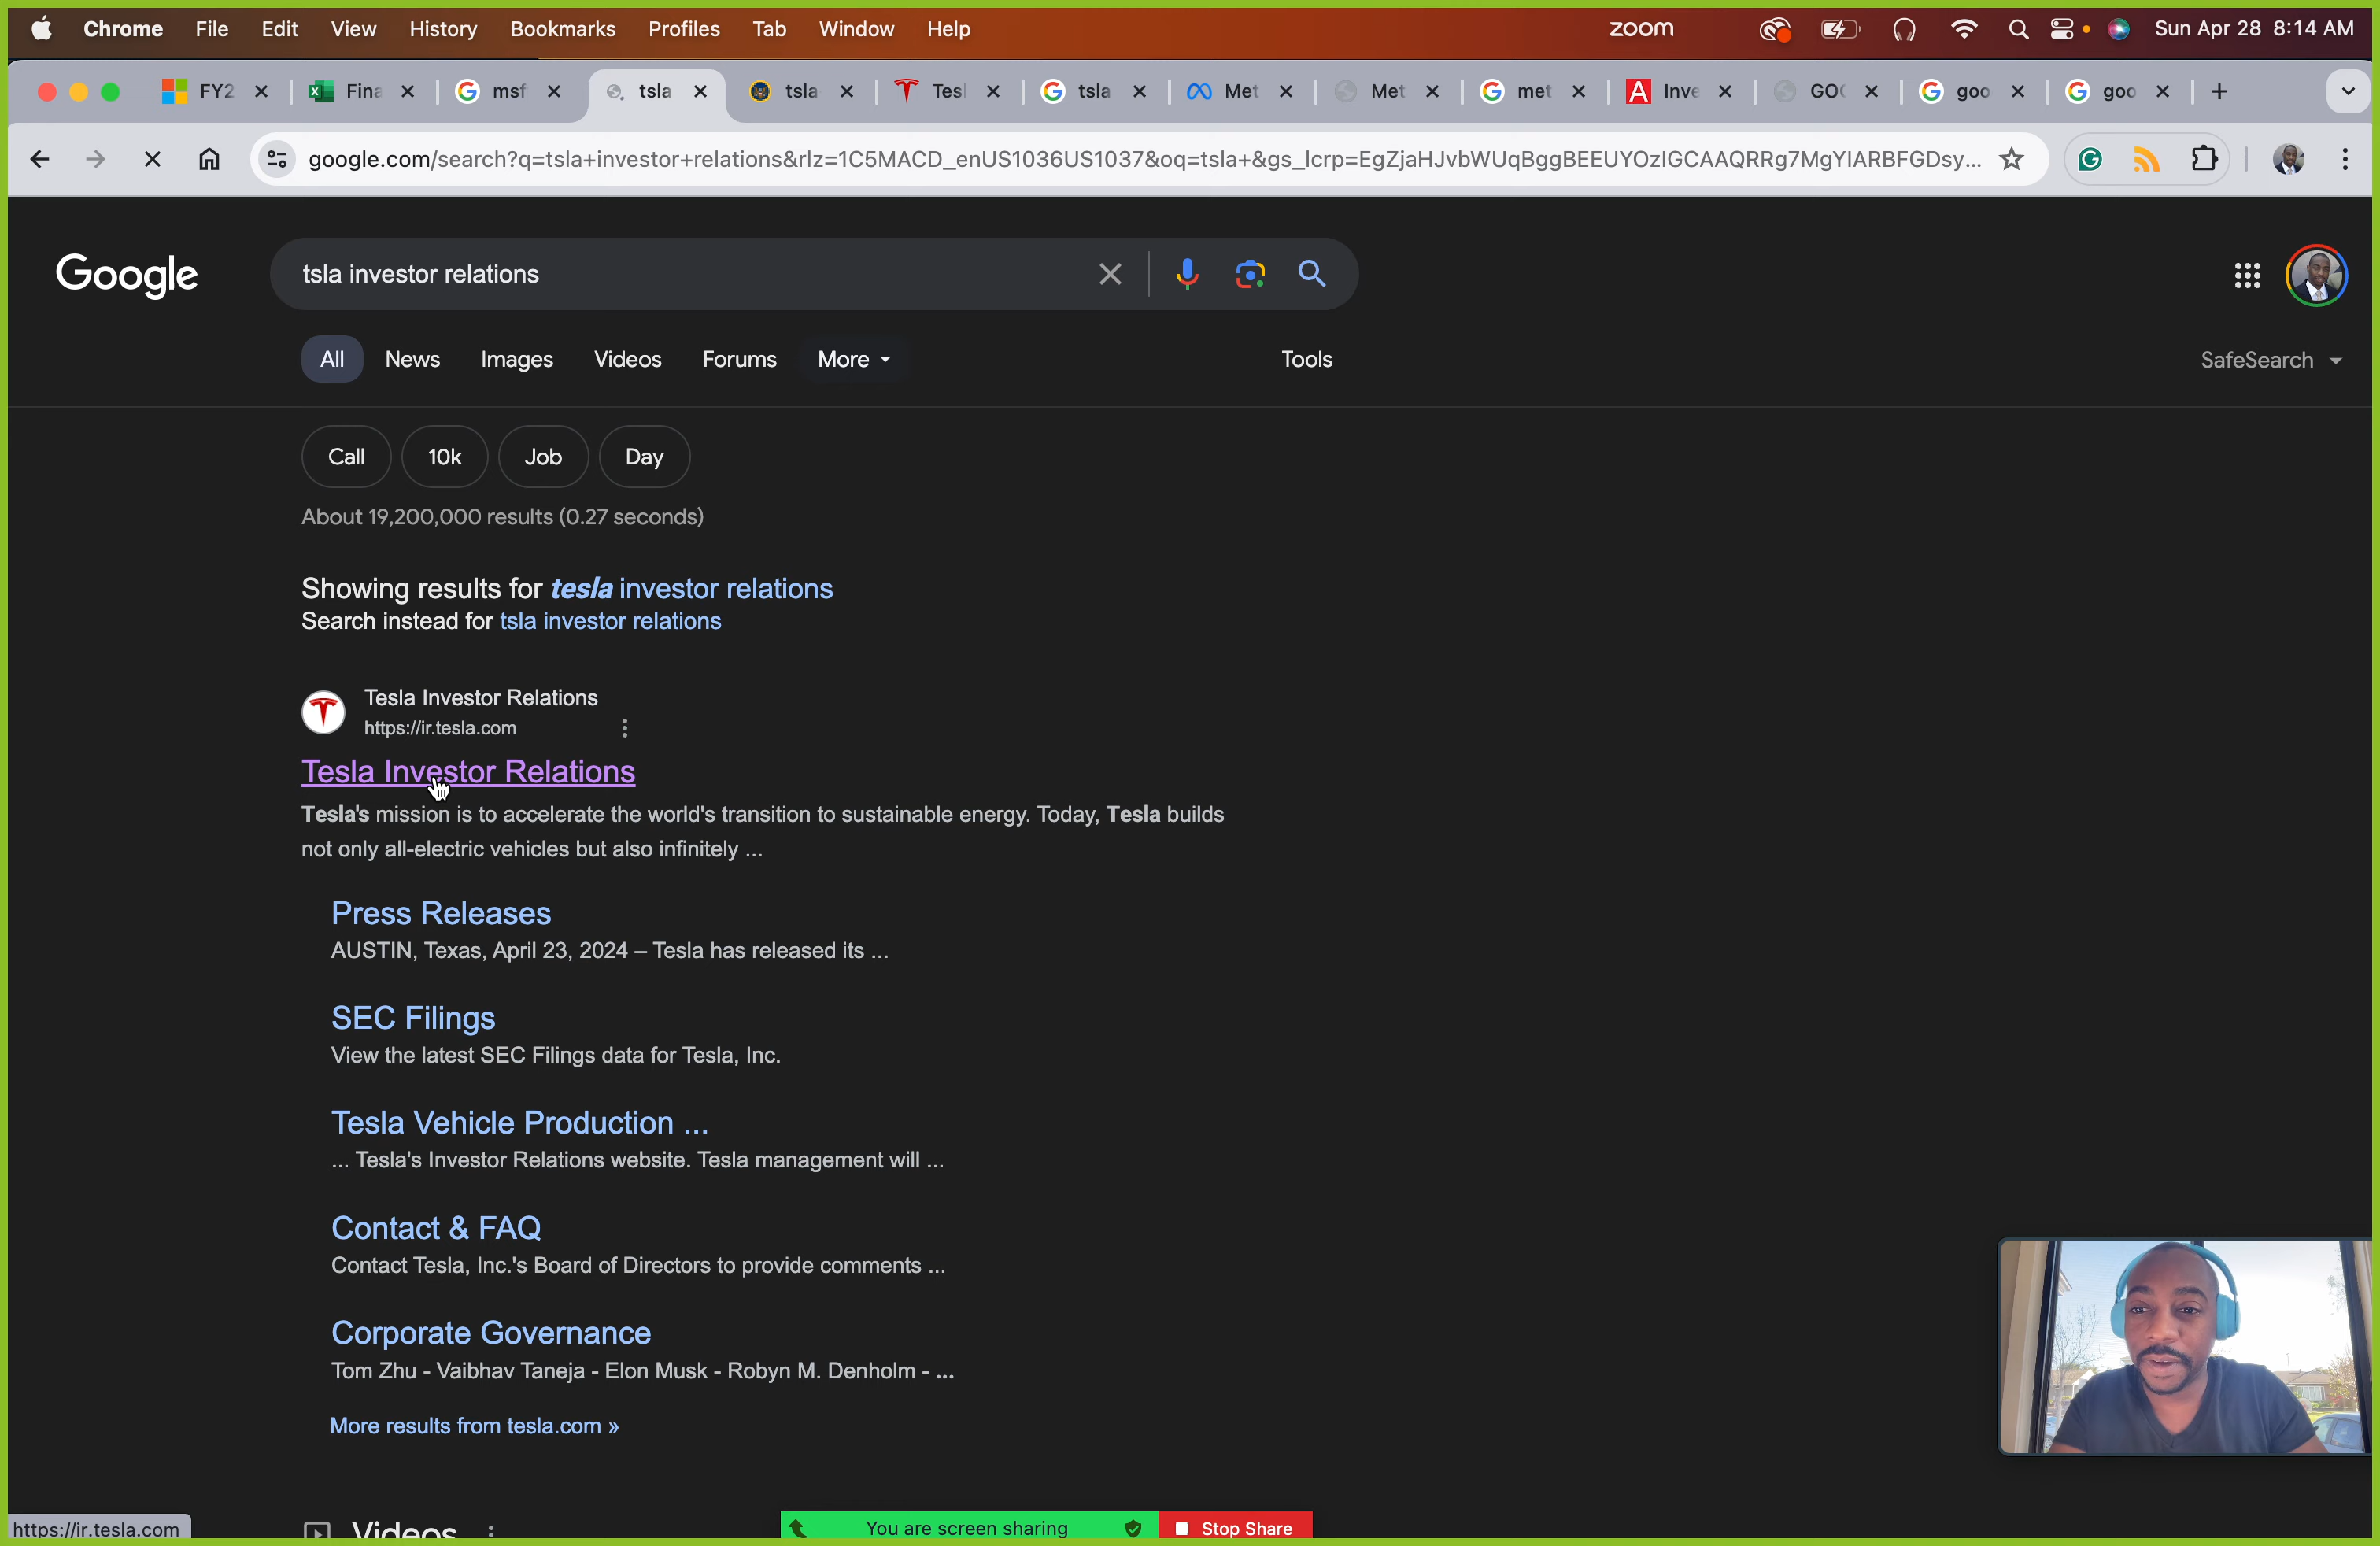 Chrome File Edit View History Bookmarks Profiles Tab Window Help zoom Sun Apr 28 8:14 AM
FY2 Fina msf tsla tsla Tesl tsla Met Met met Inve GOO goo goo
google.com/search?q=tsla+investor+relations&rlz=1C5MACD_enUS1036US1037&oq=tsla+&gs_lcrp=EgZjaHJvbWUqBggBEEUYOzIGCAAQRRg7MgYIARBFGDsy...
Google tsla investor relations
All News Images Videos Forums More Tools SafeSearch
Call 10k Job Day
About 19,200,000 results (0.27 seconds)
Showing results for tesla investor relations
Search instead for tsla investor relations
Tesla Investor Relations
https://ir.tesla.com
Tesla Investor Relations
Tesla's mission is to accelerate the world's transition to sustainable energy. Today, Tesla builds
not only all-electric vehicles but also infinitely ...
Press Releases
AUSTIN, Texas, April 23, 2024 – Tesla has released its ...
SEC Filings
View the latest SEC Filings data for Tesla, Inc.
Tesla Vehicle Production ...
... Tesla's Investor Relations website. Tesla management will ...
Contact & FAQ
Contact Tesla, Inc.'s Board of Directors to provide comments ...
Corporate Governance
Tom Zhu - Vaibhav Taneja - Elon Musk - Robyn M. Denholm - ...
More results from tesla.com »
https://ir.tesla.com Videos You are screen sharing Stop Share